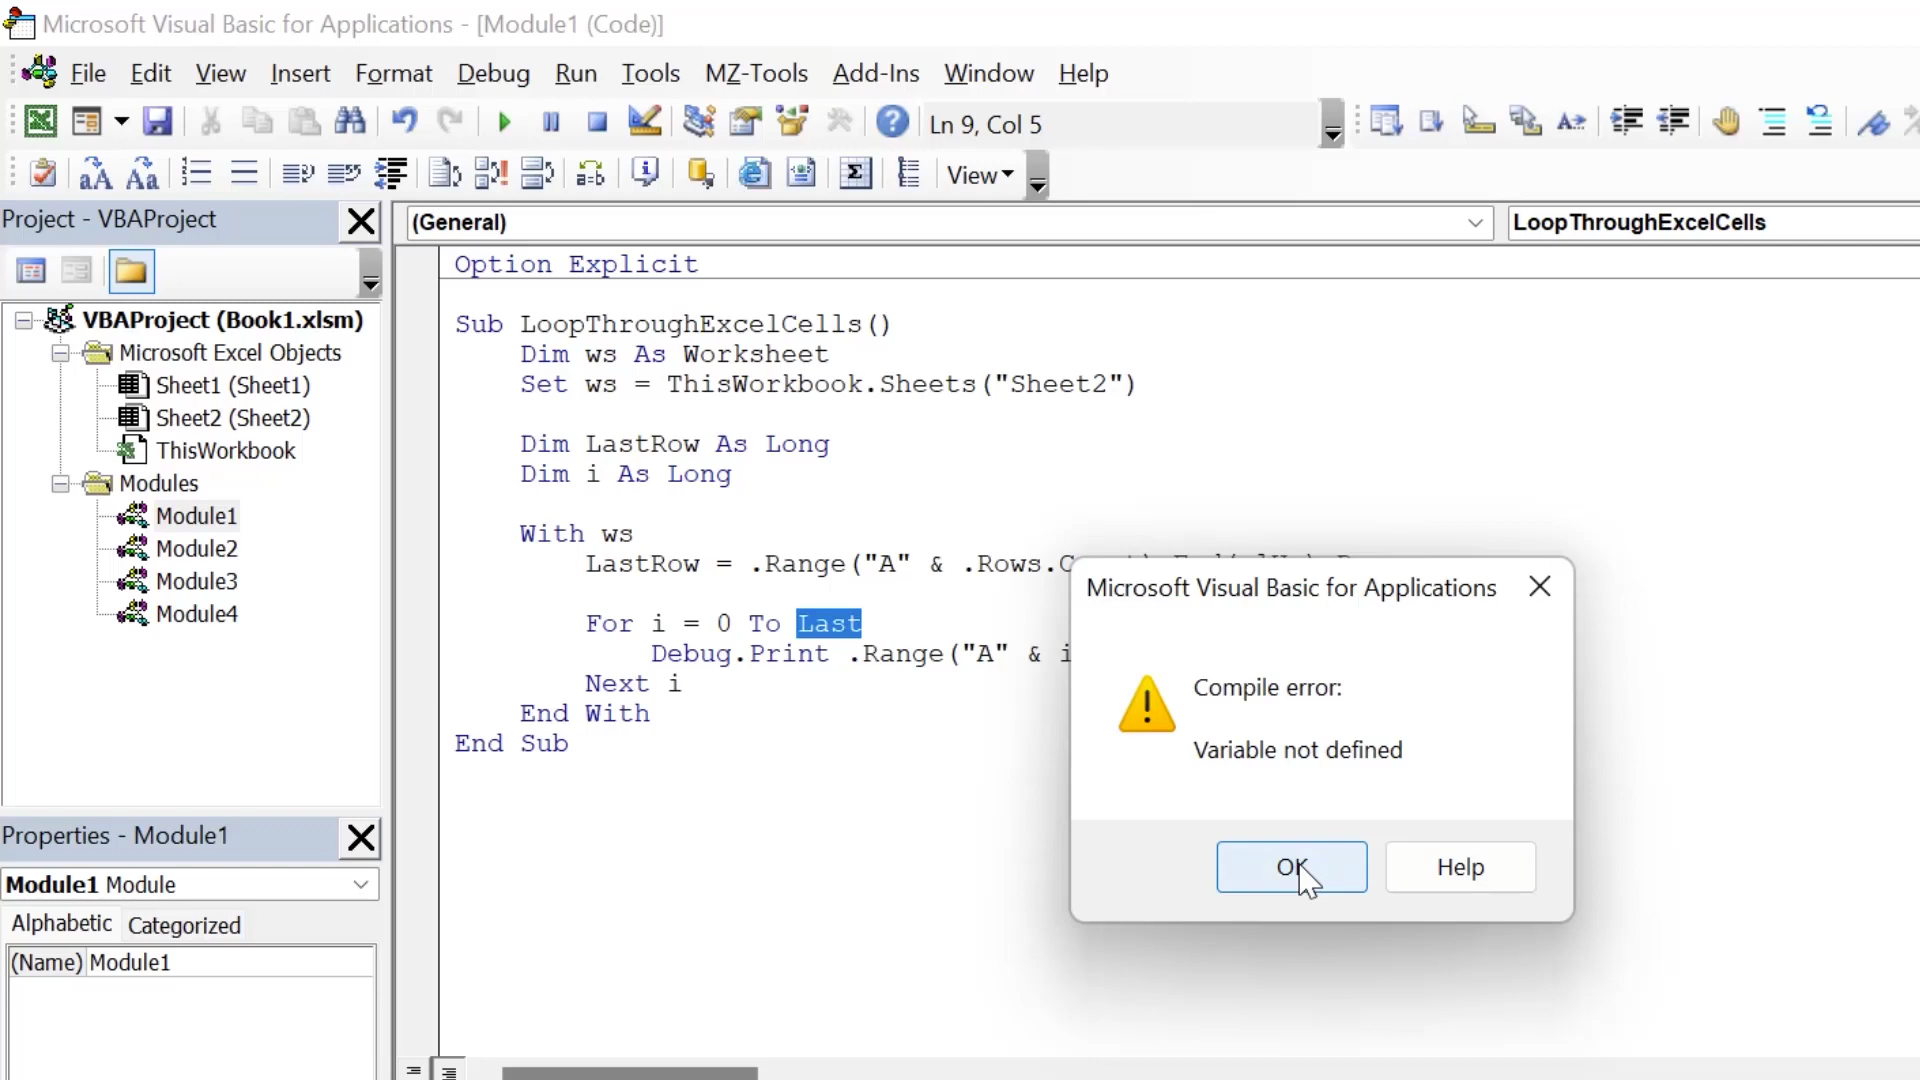 Microsoft Visual Basic for Applications - [Module1 (Code)]
File Edit View Insert Format Debug Run Tools MZ-Tools Add-Ins Window Help
Ln 9, Col 5
View
Project - VBAProject
(General)
LoopThroughExcelCells
VBAProject (Book1.xlsm)
Microsoft Excel Objects
Sheet1 (Sheet1)
Sheet2 (Sheet2)
ThisWorkbook
Modules
Module1
Module2
Module3
Module4
Option Explicit
Sub LoopThroughExcelCells()
Dim ws As Worksheet
Set ws = ThisWorkbook.Sheets("Sheet2")
Dim LastRow As Long
Dim i As Long
With ws
LastRow = .Range("A" & .Rows.
For i = 0 To Last
Debug.Print .Range("A" & i
Next i
End With
End Sub
Microsoft Visual Basic for Applications
Compile error:
Variable not defined
OK
Help
Properties - Module1
Module1 Module
Alphabetic Categorized
(Name) Module1